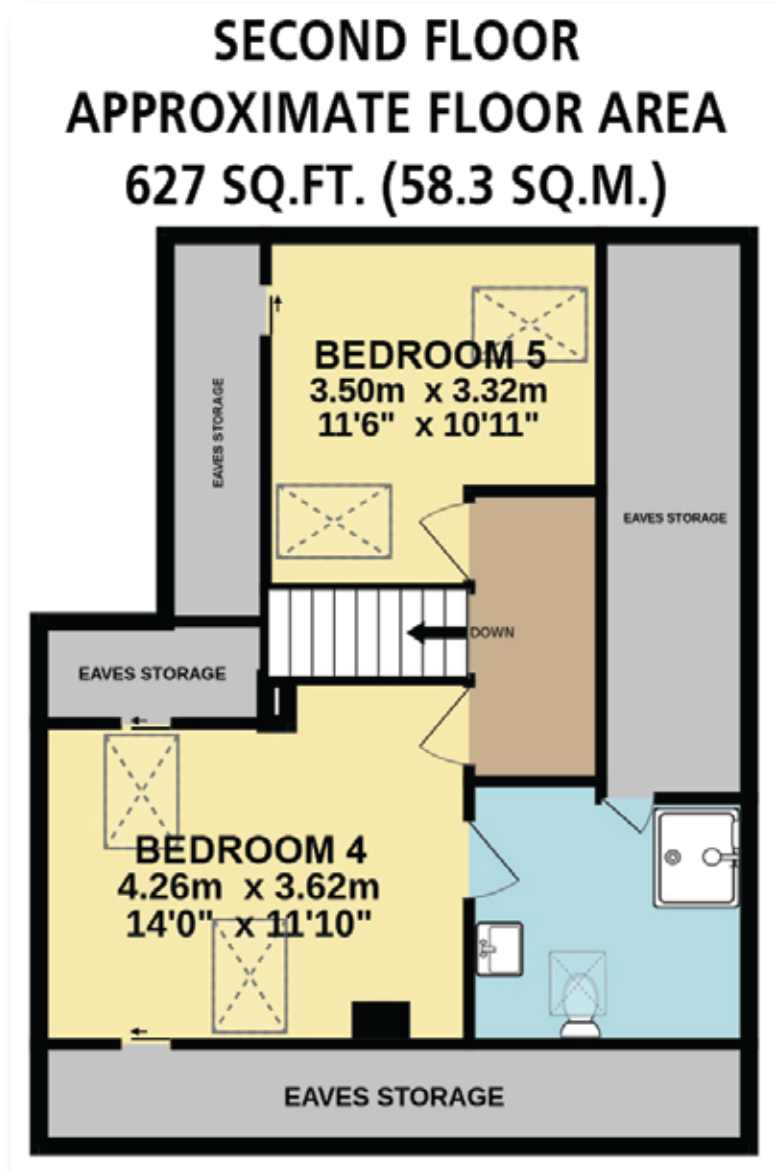 SECOND FLOOR
APPROXIMATE FLOOR AREA
627 SQ.FT. (58.3 SQ.M.)
BEDROOM 5
3.50m x 3.32m
11'6" x 10'11"
EAVES STORAGE
EAVES STORAGE
DOWN
EAVES STORAGE
BEDROOM 4
4.26m x 3.62m
14'0" x 11'10"
EAVES STORAGE